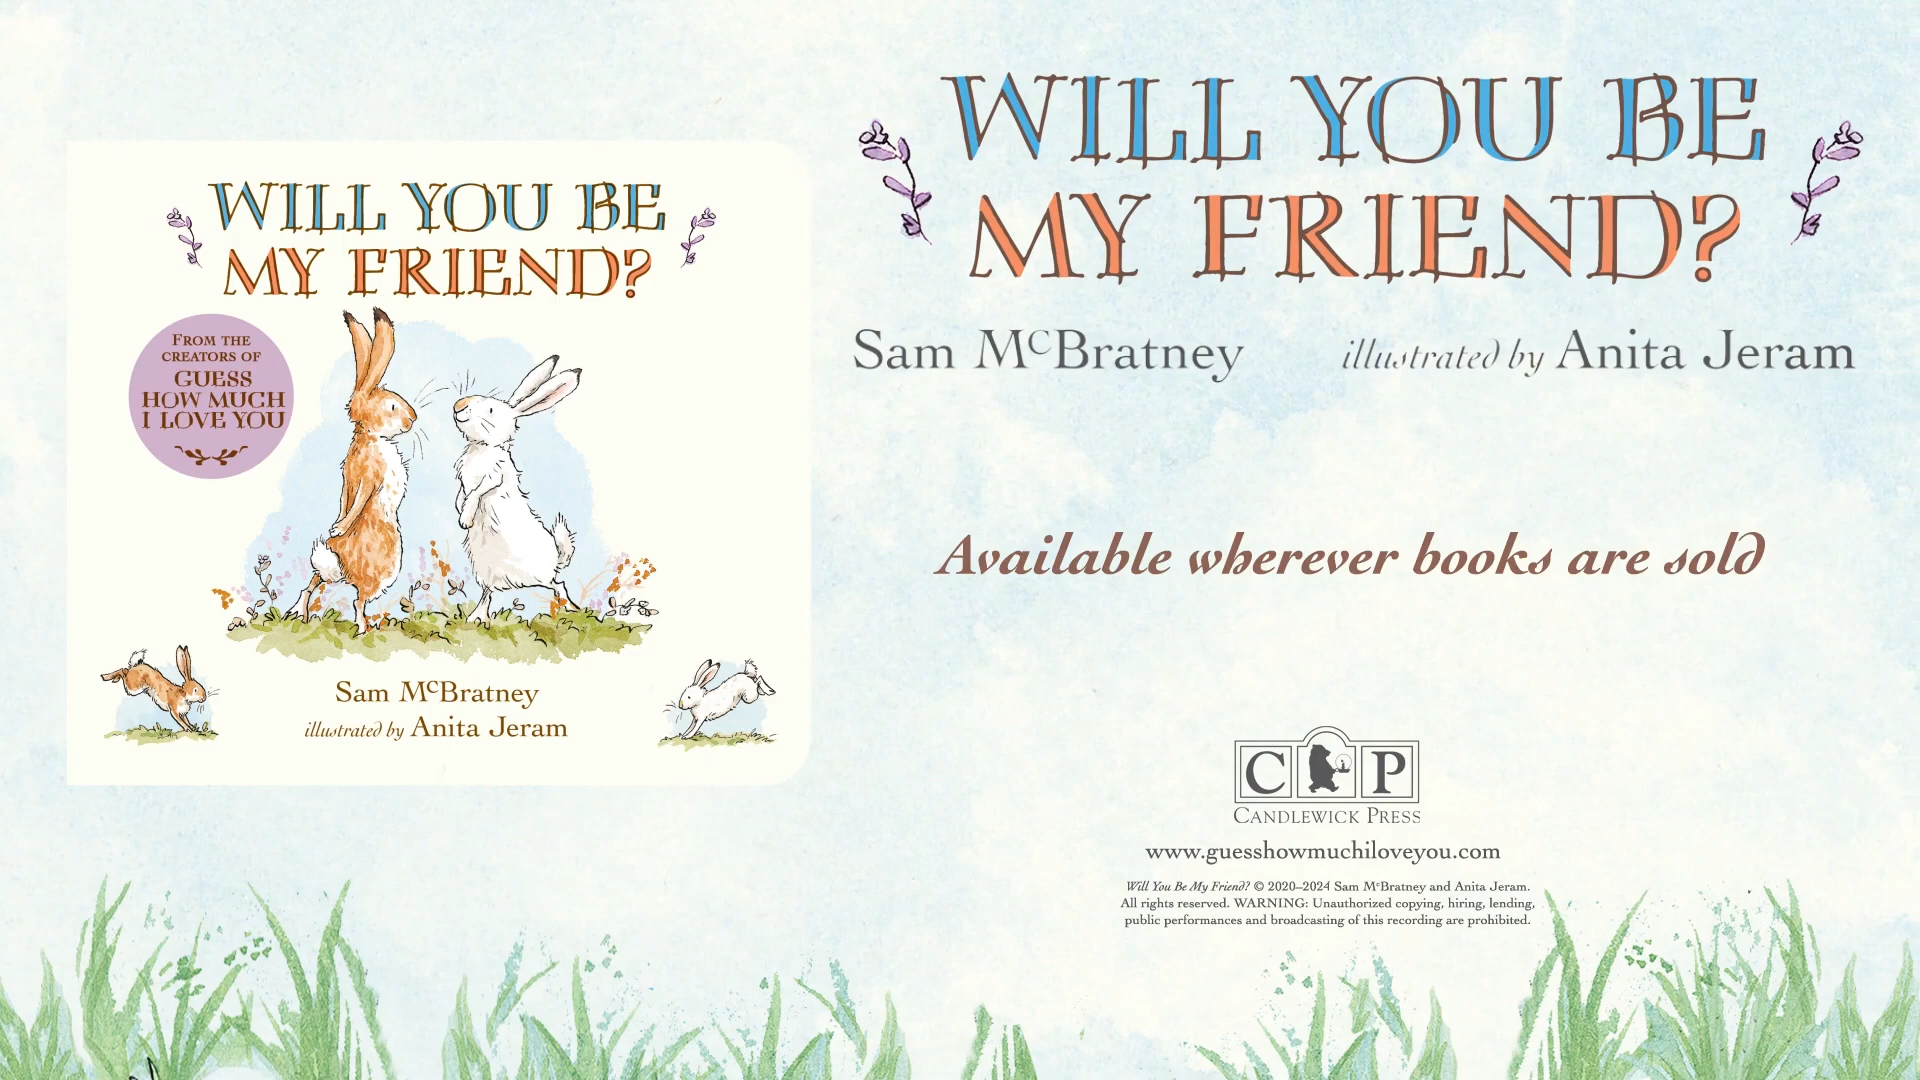 WILL YOU BE
MY FRIEND?
FROM THE
CREATORS OF
GUESS
HOW MUCH
I LOVE YOU
Sam McBratney
illustrated by Anita Jeram
WILL YOU BE
MY FRIEND?
Sam McBratney illustrated by Anita Jeram
Available wherever books are sold
C P
CANDLEWICK PRESS
www.guesshowmuchiloveyou.com
Will You Be My Friend? © 2020–2024 Sam McBratney and Anita Jeram.
All rights reserved. WARNING: Unauthorized copying, hiring, lending,
public performances and broadcasting of this recording are prohibited.